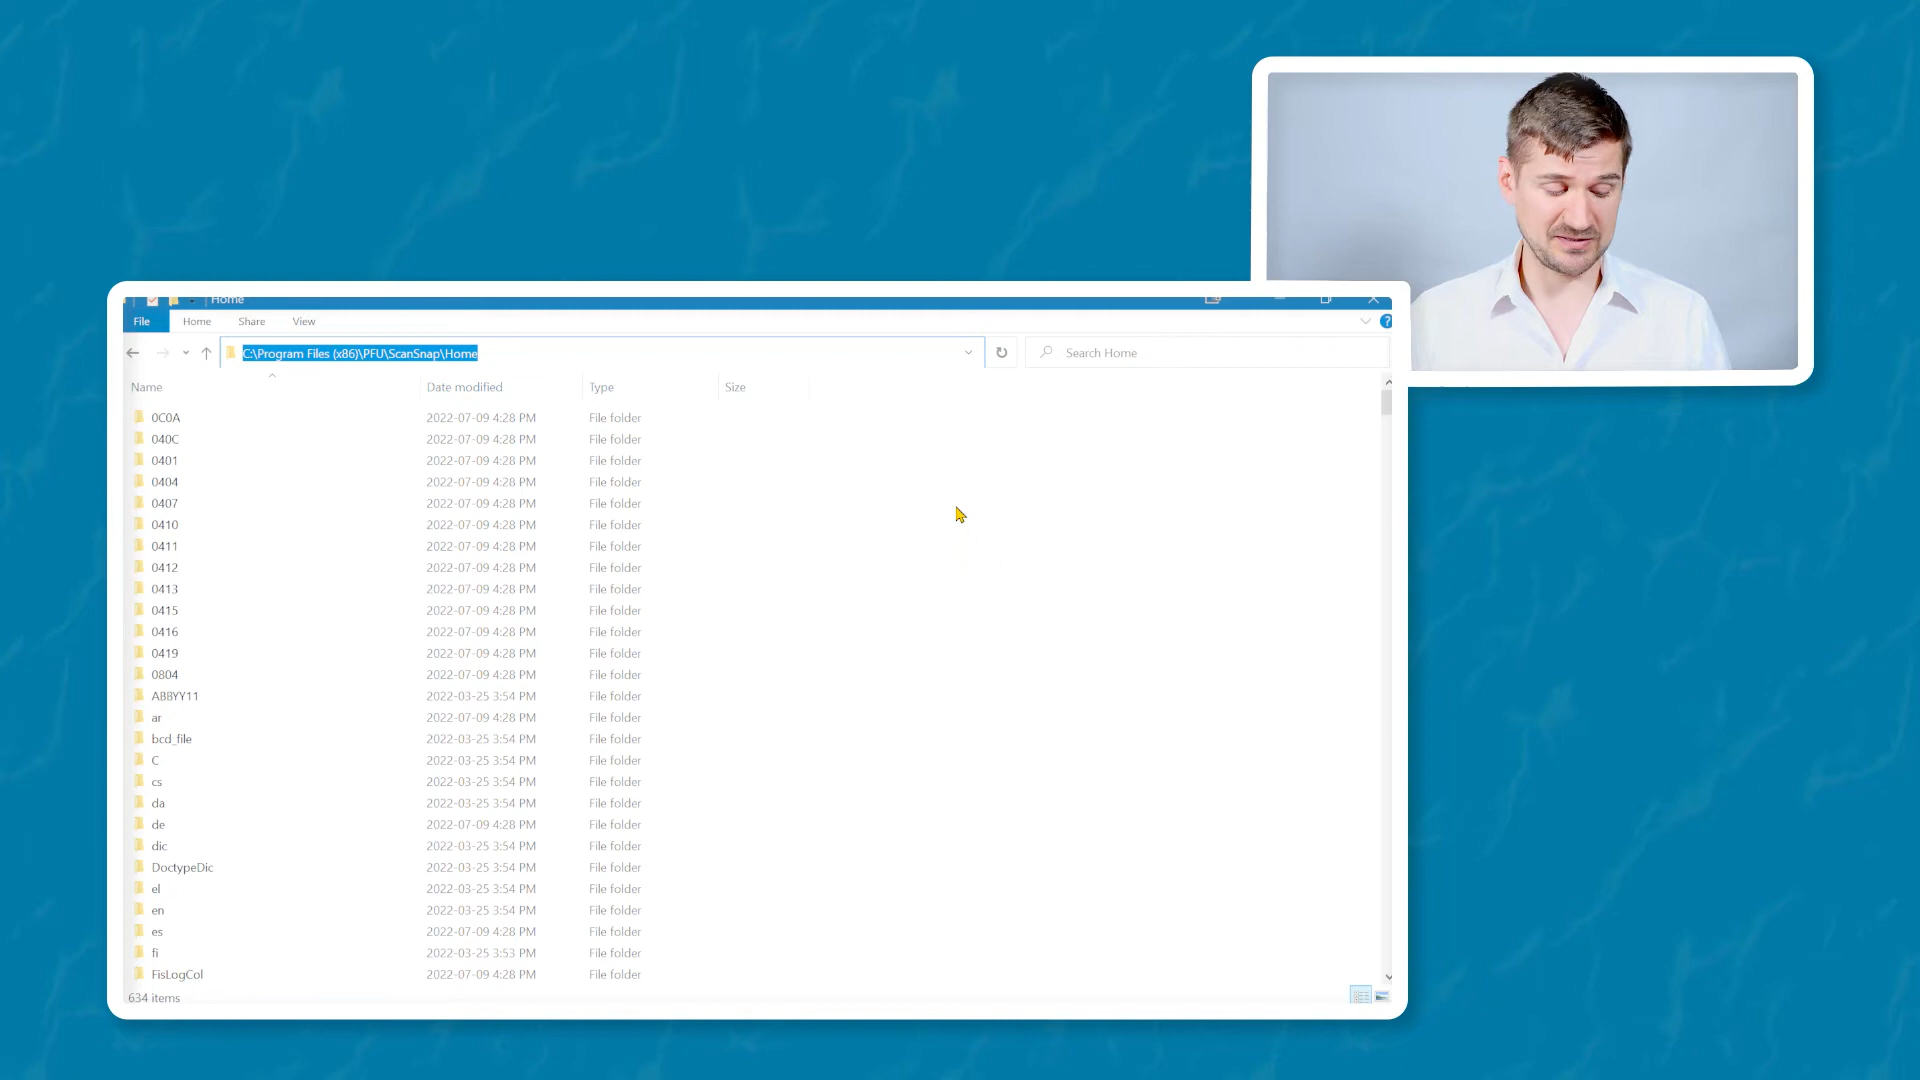 Home
File Home Share View
C:\Program Files (x86)\PFU\ScanSnap\Home Search Home
Name Date modified Type Size
0C0A 2022-07-09 4:28 PM File folder
040C 2022-07-09 4:28 PM File folder
0401 2022-07-09 4:28 PM File folder
0404 2022-07-09 4:28 PM File folder
0407 2022-07-09 4:28 PM File folder
0410 2022-07-09 4:28 PM File folder
0411 2022-07-09 4:28 PM File folder
0412 2022-07-09 4:28 PM File folder
0413 2022-07-09 4:28 PM File folder
0415 2022-07-09 4:28 PM File folder
0416 2022-07-09 4:28 PM File folder
0419 2022-07-09 4:28 PM File folder
0804 2022-07-09 4:28 PM File folder
ABBYY11 2022-03-25 3:54 PM File folder
ar 2022-07-09 4:28 PM File folder
bcd_file 2022-03-25 3:54 PM File folder
C 2022-03-25 3:54 PM File folder
cs 2022-03-25 3:54 PM File folder
da 2022-03-25 3:54 PM File folder
de 2022-07-09 4:28 PM File folder
dic 2022-03-25 3:54 PM File folder
DoctypeDic 2022-03-25 3:54 PM File folder
el 2022-03-25 3:54 PM File folder
en 2022-03-25 3:54 PM File folder
es 2022-07-09 4:28 PM File folder
fi 2022-03-25 3:53 PM File folder
FisLogCol 2022-07-09 4:28 PM File folder
634 items